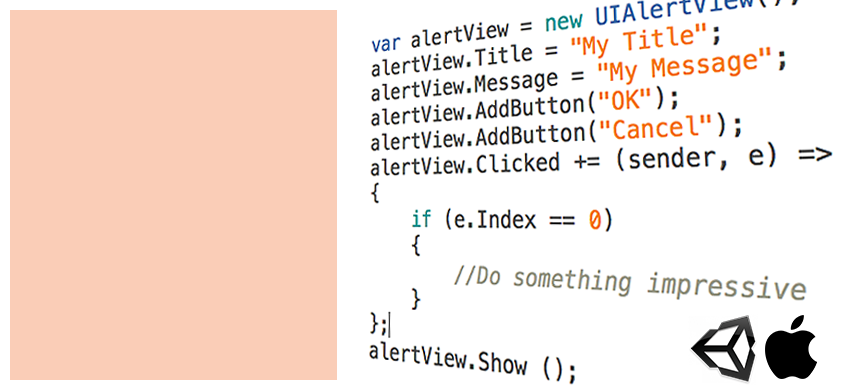 var alertView = new UIAlertView();
alertView.Title = "My Title";
alertView.Message = "My Message";
alertView.AddButton("OK");
alertView.AddButton("Cancel");
alertView.Clicked += (sender, e) =>
{
if (e.Index == 0)
{
//Do something impressive
}
};
alertView.Show ();